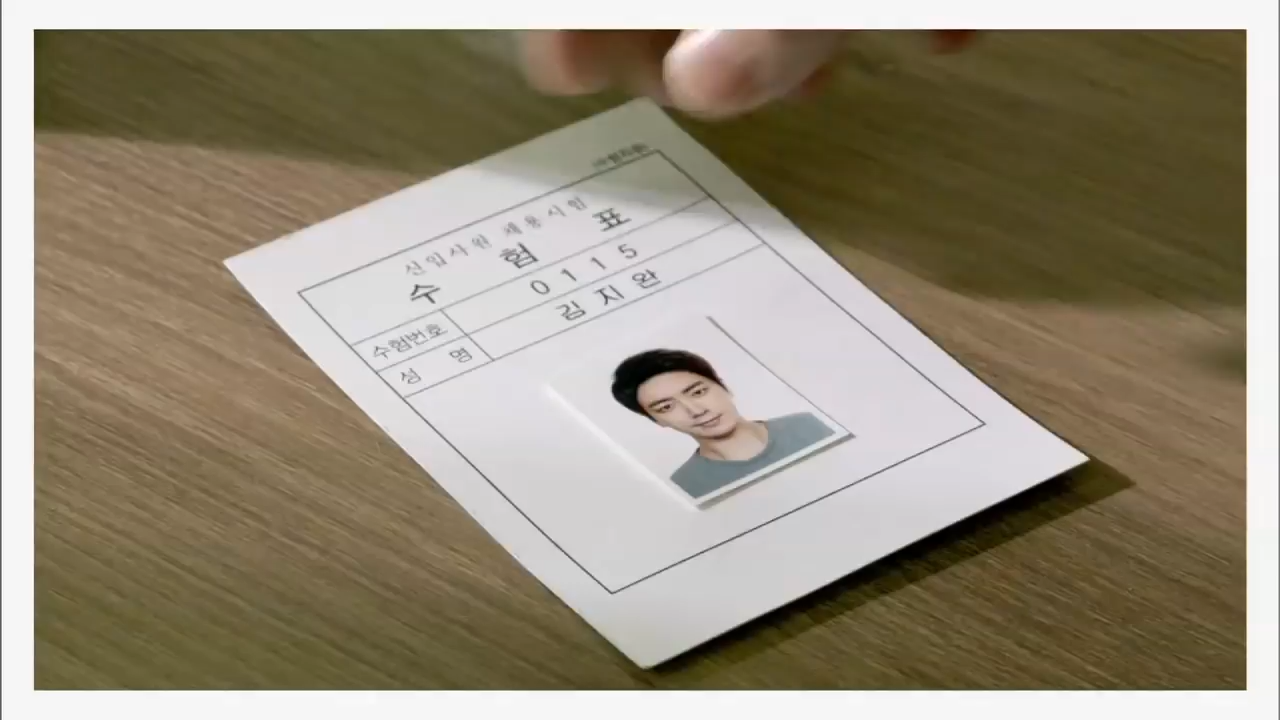 신입사원 채용시험
수 험 표
수험번호 0115
성 명 김지완